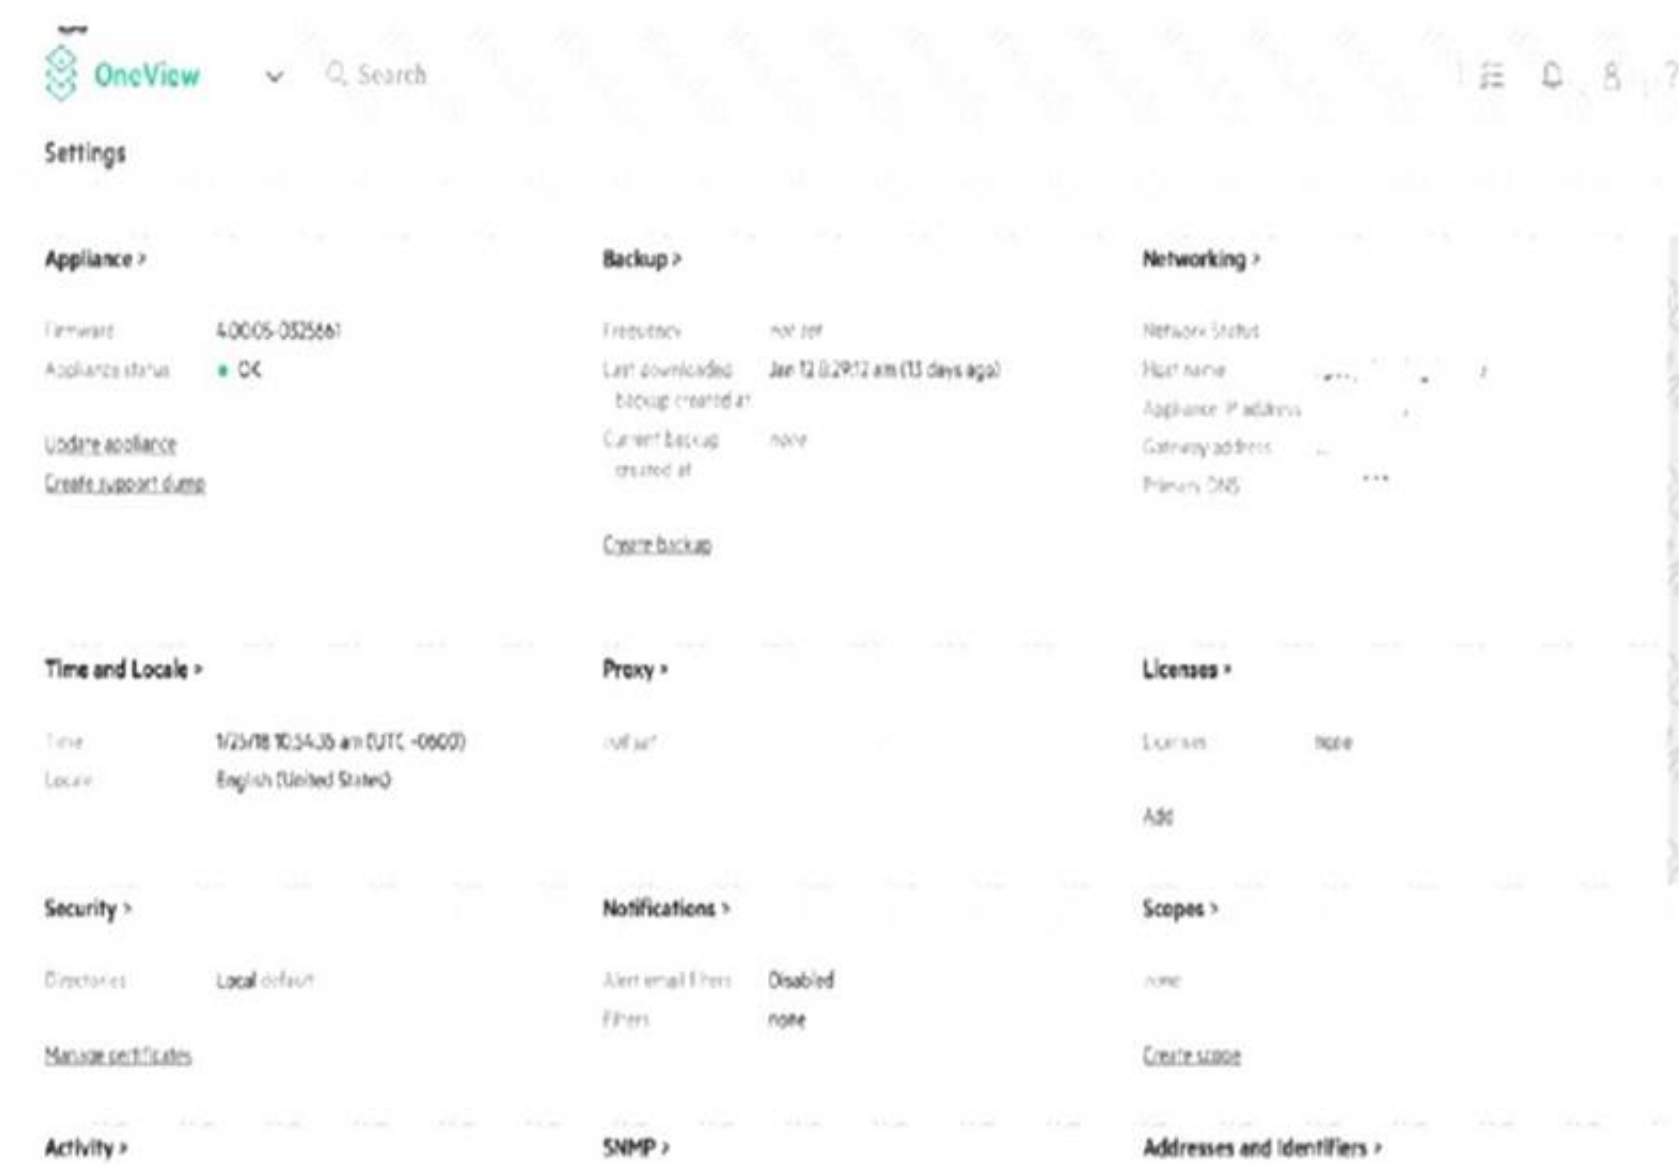 OneView
Search
?
Settings
Appliance >
Firmware 4.00.05-0325661
Appliance status OK
Update appliance
Create support dump
Backup >
Frequency not set
Last downloaded Jan 12 8:29:12 am (13 days ago)
backup created at
Current backup none
created at
Create backup
Networking >
Network Status
Host name
Appliance IP address
Gateway address
Primary DNS
Time and Locale >
Time 1/25/18 10:54:35 am (UTC -0600)
Locale English (United States)
Proxy >
not set
Licenses >
Licenses none
Add
Security >
Directories Local default
Manage certificates
Notifications >
Alert email filters Disabled
Filters none
Scopes >
none
Create scope
Activity >
SNMP >
Addresses and Identifiers >